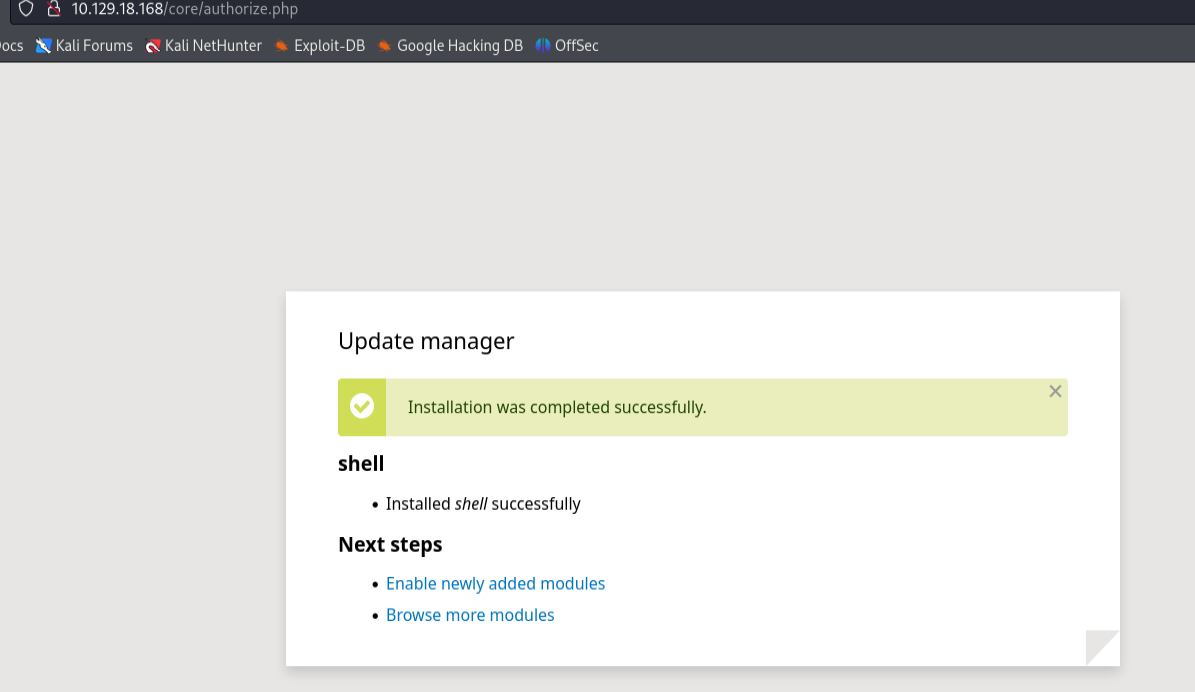 10.129.18.168/core/authorize.php
ocs Kali Forums Kali NetHunter Exploit-DB Google Hacking DB OffSec
Update manager
Installation was completed successfully.
shell
Installed shell successfully
Next steps
Enable newly added modules
Browse more modules